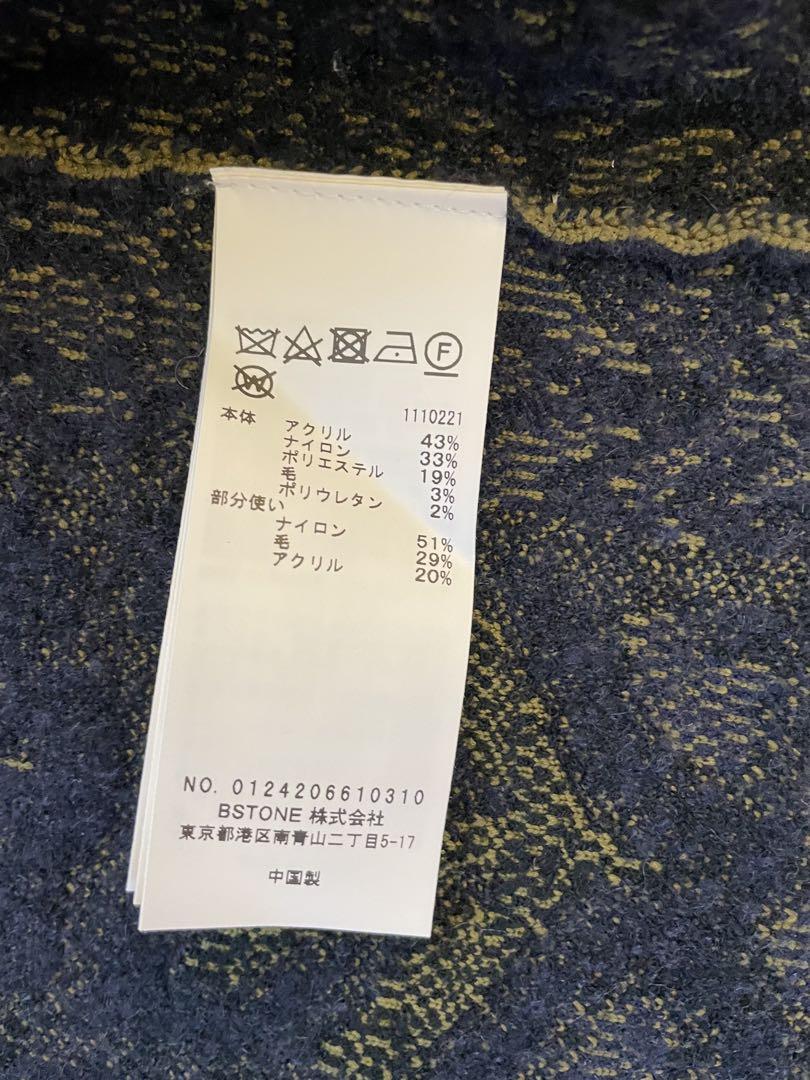 F
W
本体 1110221
アクリル 43%
ナイロン 33%
ポリエステル 19%
毛 3%
ポリウレタン 2%
部分使い
ナイロン 51%
毛 29%
アクリル 20%
NO. 0124206610310
BSTONE 株式会社
東京都港区南青山二丁目5-17
中国製